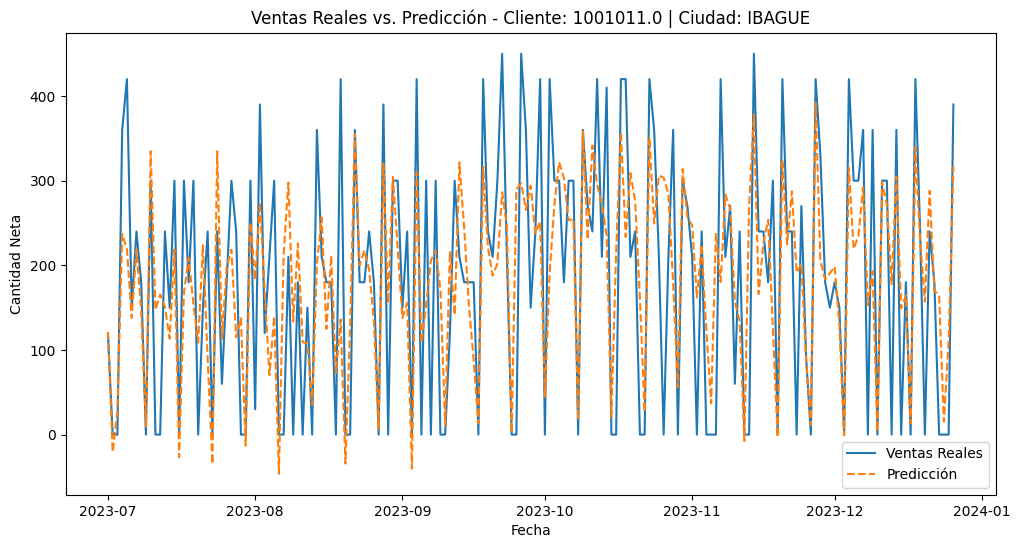 Ventas Reales vs. Predicción - Cliente: 1001011.0 | Ciudad: IBAGUE
Cantidad Neta
400
300
200
100
0
Ventas Reales
Predicción
2023-07
2023-08
2023-09
2023-10
2023-11
2023-12
2024-01
Fecha